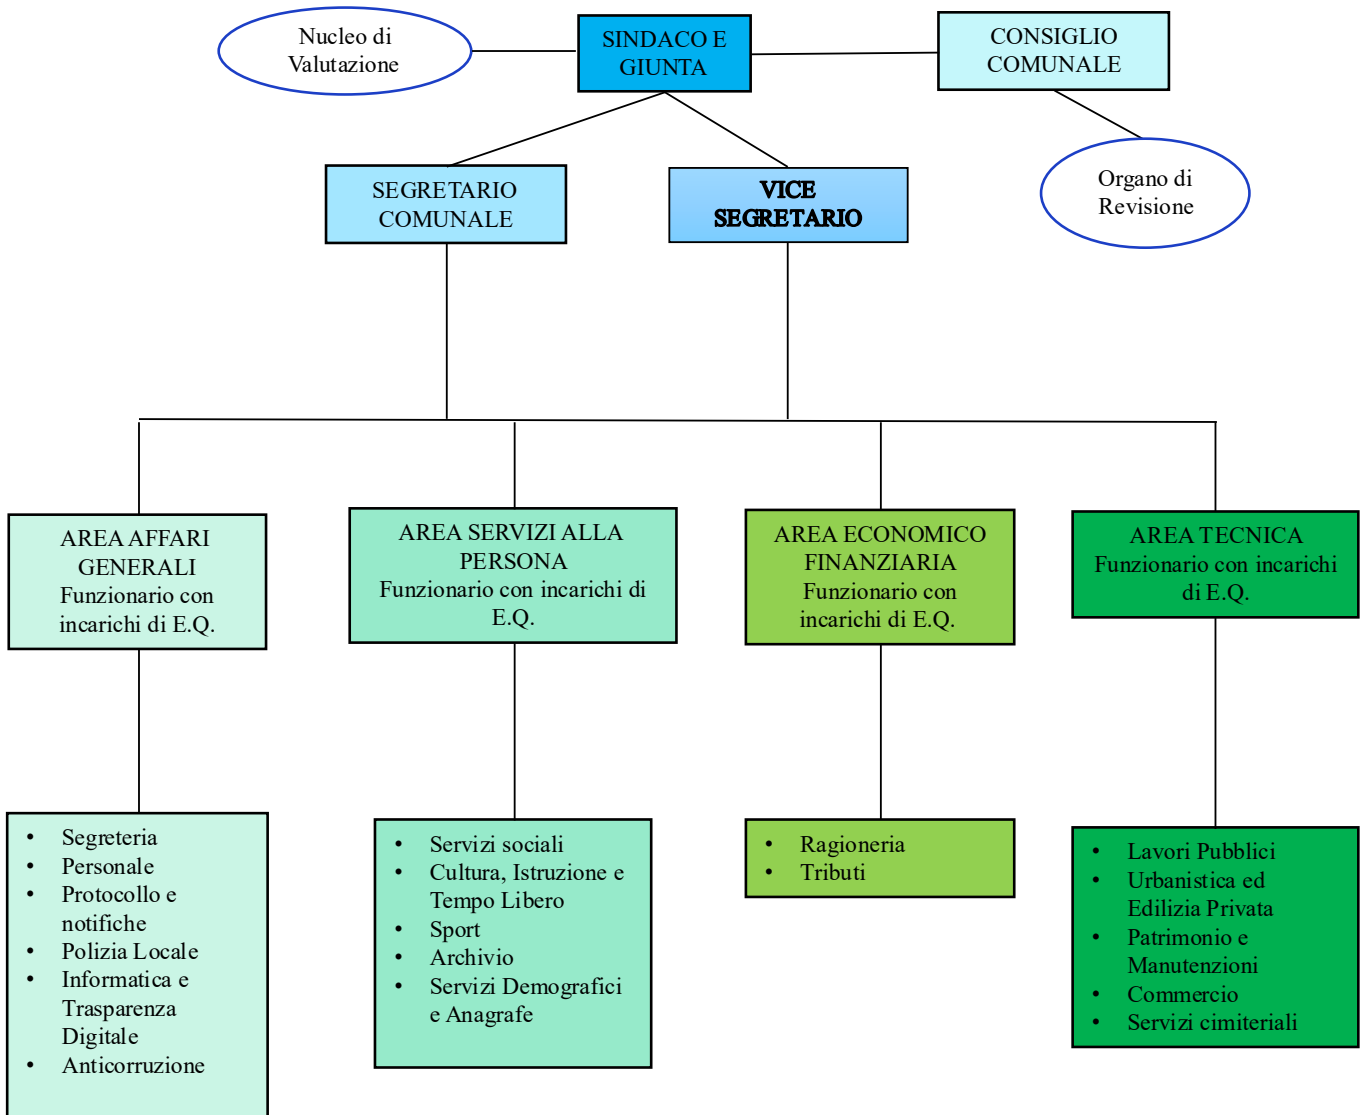 Nucleo di
Valutazione
SINDACO E
GIUNTA
CONSIGLIO
COMUNALE
SEGRETARIO
COMUNALE
VICE
SEGRETARIO
Organo di
Revisione
AREA AFFARI
GENERALI
Funzionario con
incarichi di E.Q.
AREA SERVIZI ALLA
PERSONA
Funzionario con incarichi di
E.Q.
AREA ECONOMICO
FINANZIARIA
Funzionario con
incarichi di E.Q.
AREA TECNICA
Funzionario con incarichi
di E.Q.
• Segreteria
• Personale
• Protocollo e
notifiche
• Polizia Locale
• Informatica e
Trasparenza
Digitale
• Anticorruzione
• Servizi sociali
• Cultura, Istruzione e
Tempo Libero
• Sport
• Archivio
• Servizi Demografici
e Anagrafe
• Ragioneria
• Tributi
• Lavori Pubblici
• Urbanistica ed
Edilizia Privata
• Patrimonio e
Manutenzioni
• Commercio
• Servizi cimiteriali